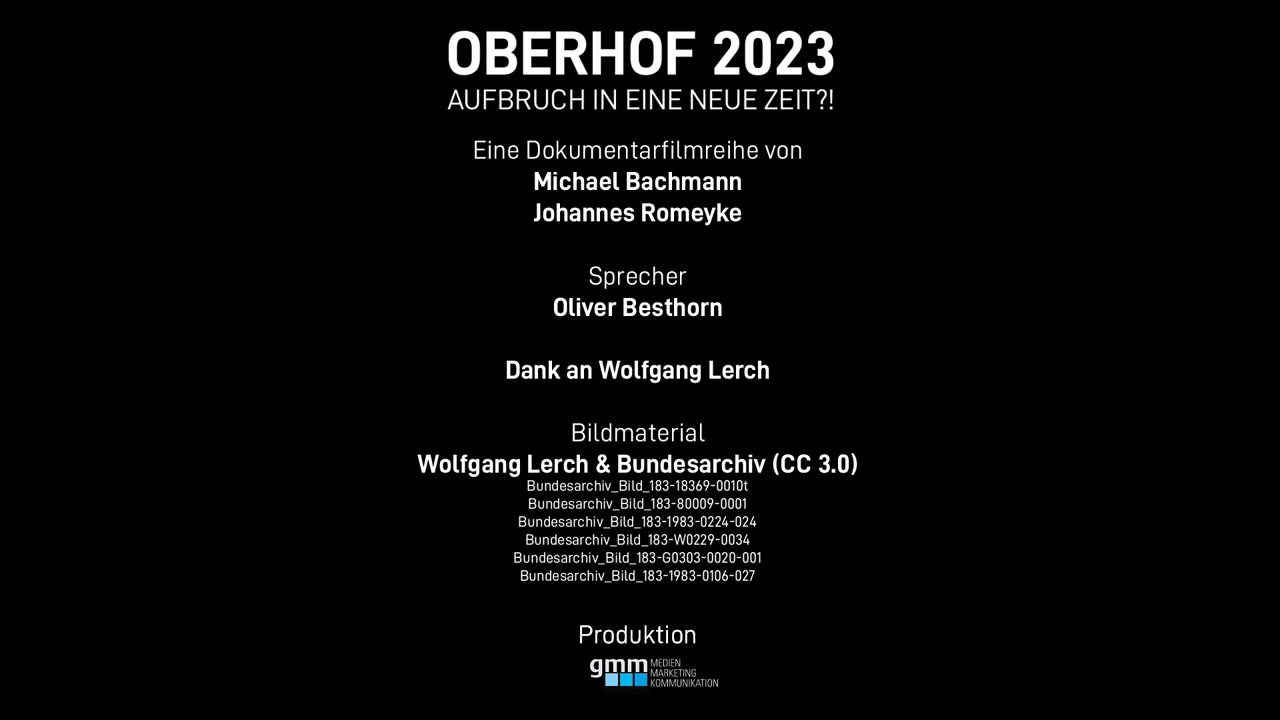 OBERHOF 2023
AUFBRUCH IN EINE NEUE ZEIT?!
Eine Dokumentarfilmreihe von
Michael Bachmann
Johannes Romeyke
Sprecher
Oliver Besthorn
Dank an Wolfgang Lerch
Bildmaterial
Wolfgang Lerch & Bundesarchiv (CC 3.0)
Bundesarchiv_Bild_183-18369-0010t
Bundesarchiv_Bild_183-80009-0001
Bundesarchiv_Bild_183-1983-0224-024
Bundesarchiv_Bild_183-W0229-0034
Bundesarchiv_Bild_183-G0303-0020-001
Bundesarchiv_Bild_183-1983-0106-027
Produktion
gmm
MEDIEN
MARKETING
KOMMUNIKATION